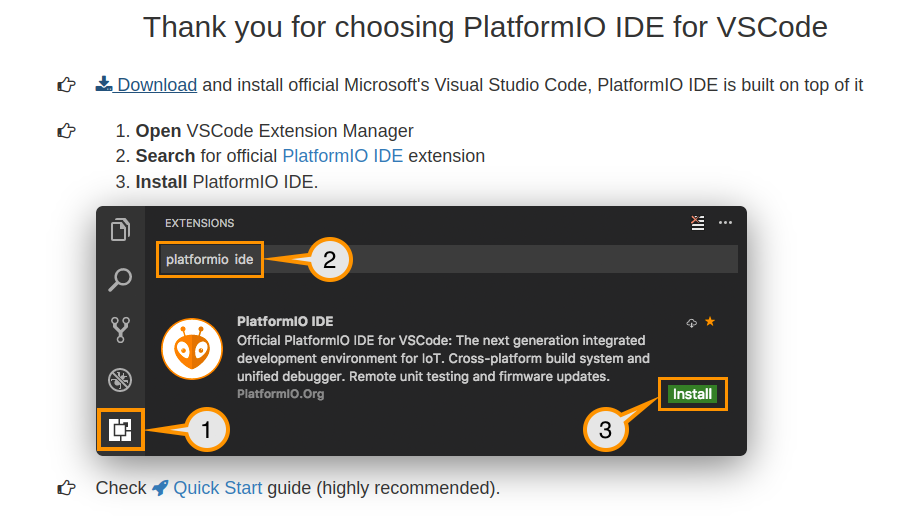 Thank you for choosing PlatformIO IDE for VSCode
Download and install official Microsoft's Visual Studio Code, PlatformIO IDE is built on top of it
1. Open VSCode Extension Manager
2. Search for official PlatformIO IDE extension
3. Install PlatformIO IDE.
EXTENSIONS
platformio ide
2
PlatformIO IDE
Official PlatformIO IDE for VSCode: The next generation integrated
development environment for IoT. Cross-platform build system and
unified debugger. Remote unit testing and firmware updates.
PlatformIO.Org
Install
1
3
Check Quick Start guide (highly recommended).